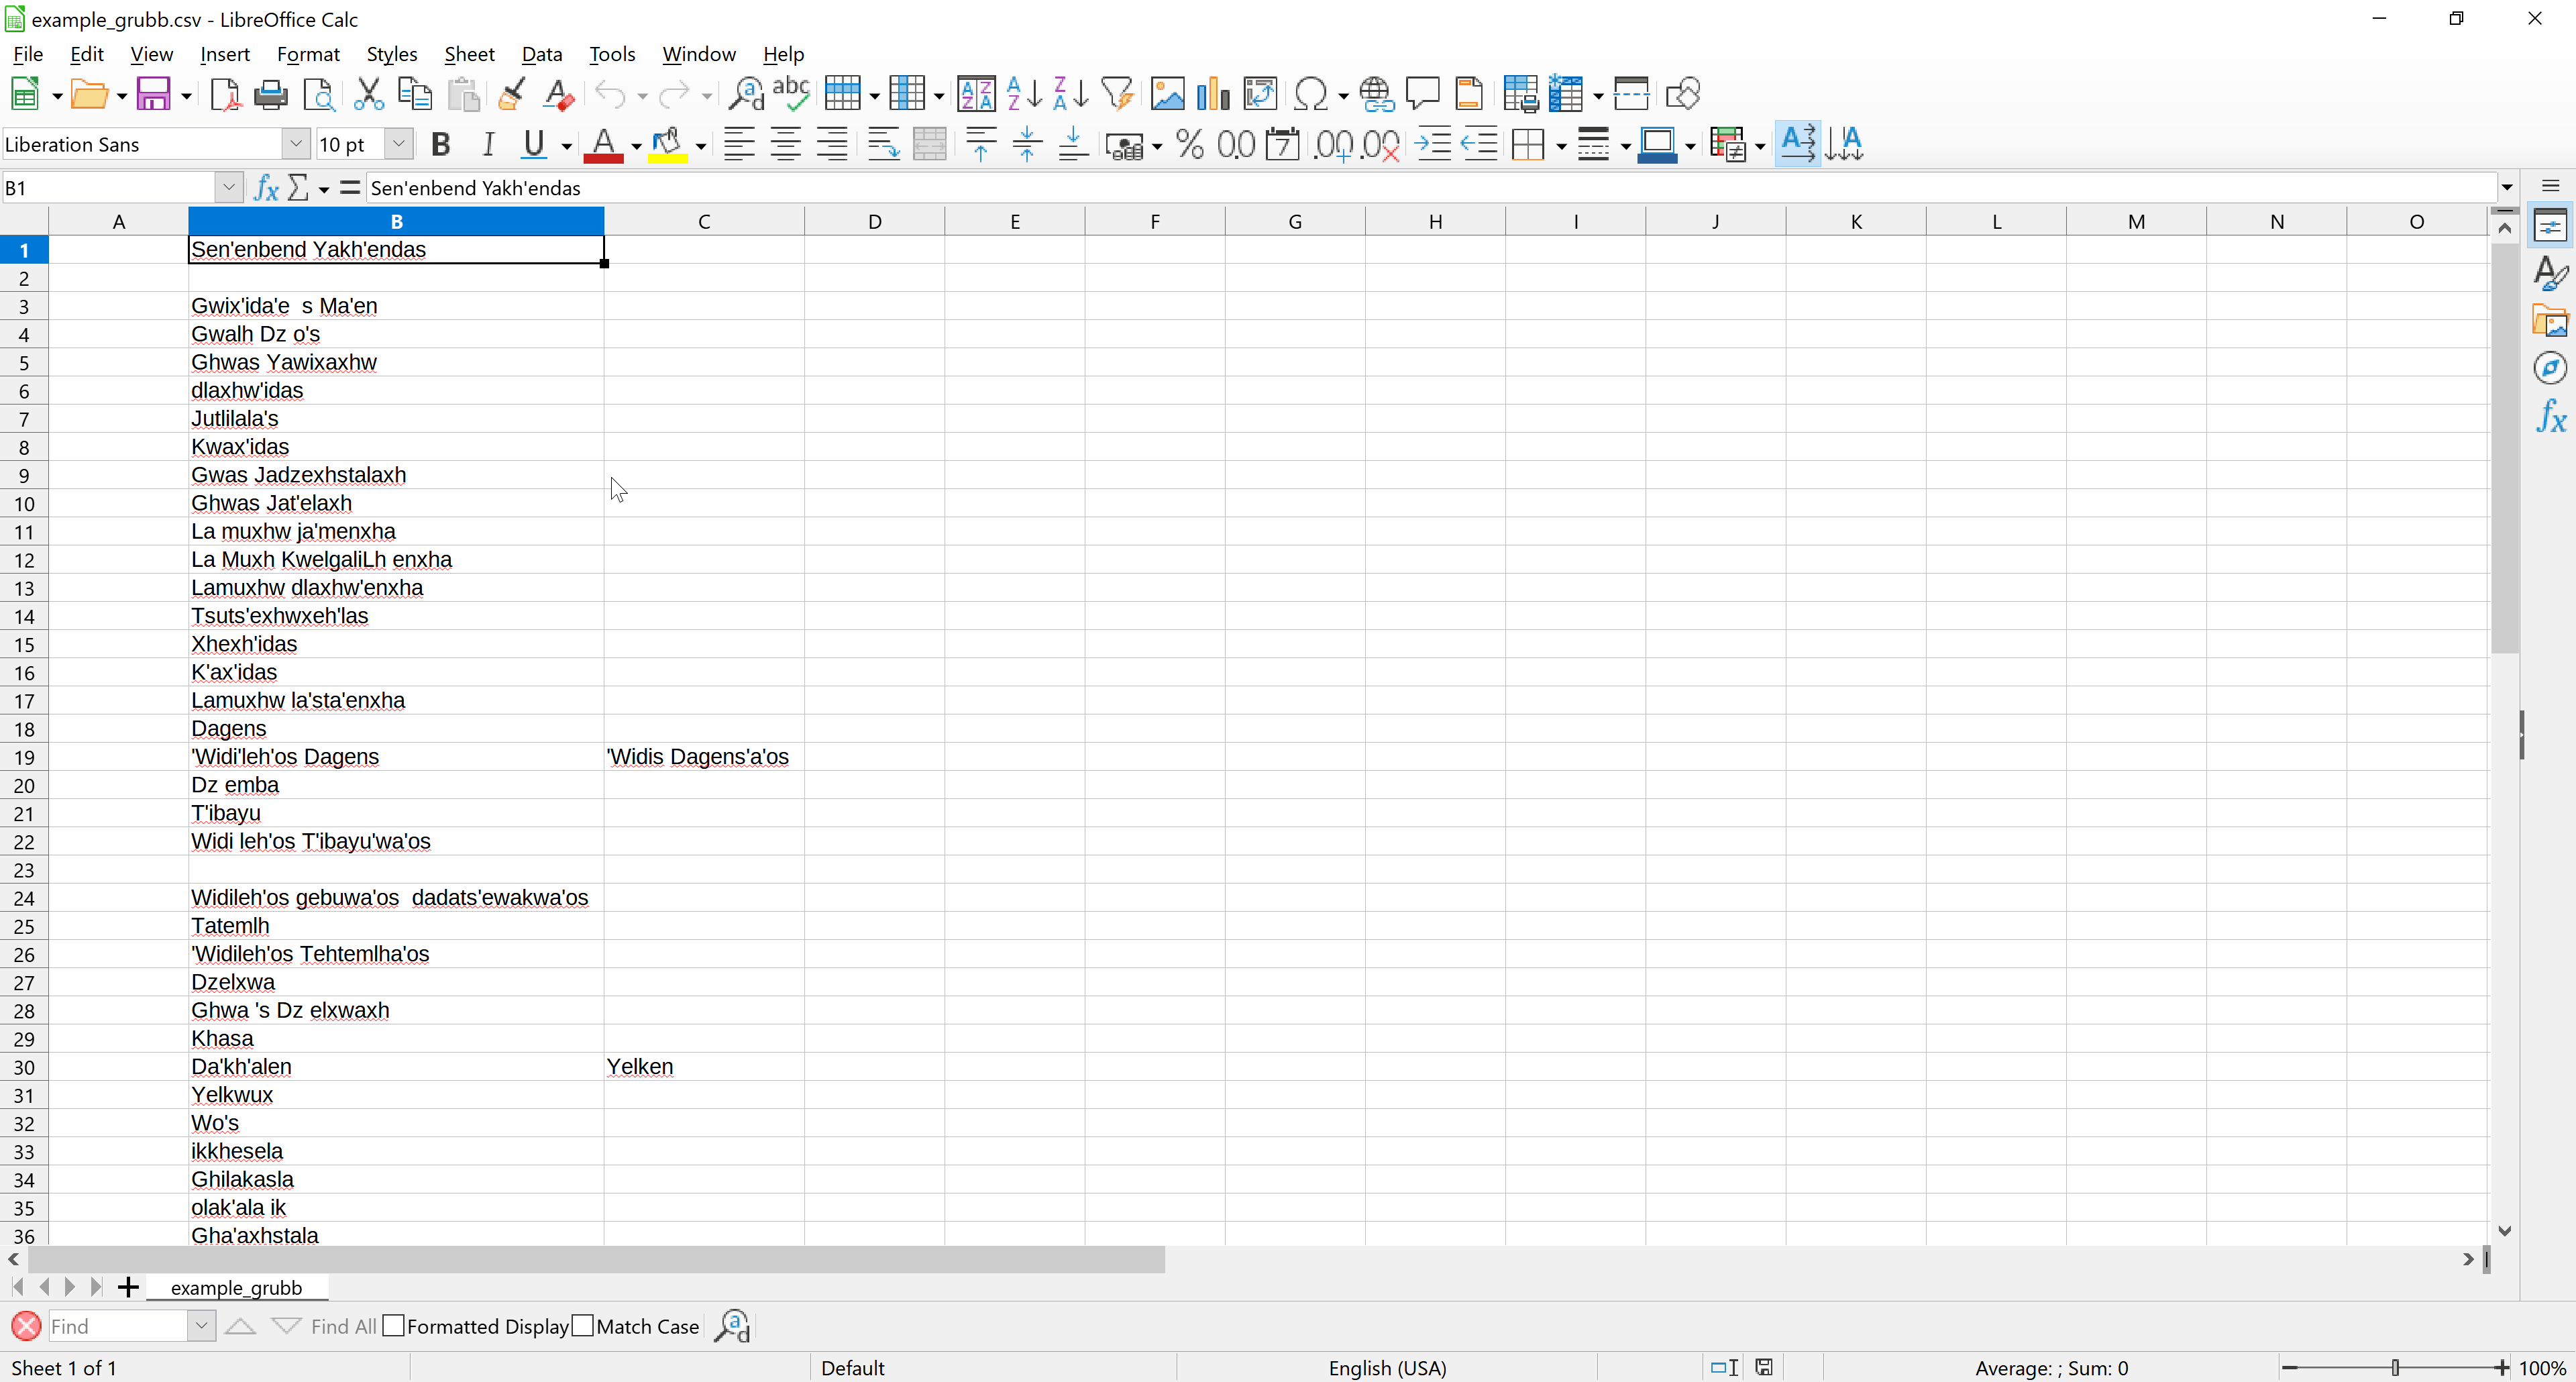 example_grubb.csv - LibreOffice Calc
File Edit View Insert Format Styles Sheet Data Tools Window Help
Liberation Sans 10 pt
B1 Sen'enbend Yakh'endas
A B C D E F G H I J K L M N O
1 Sen'enbend Yakh'endas
2
3 Gwix'ida'e  s Ma'en
4 Gwalh Dz o's
5 Ghwas Yawixaxhw
6 dlaxhw'idas
7 Jutlilala's
8 Kwax'idas
9 Gwas Jadzexhstalaxh
10 Ghwas Jat'elaxh
11 La muxhw ja'menxha
12 La Muxh KwelgaliLh enxha
13 Lamuxhw dlaxhw'enxha
14 Tsuts'exhwxeh'las
15 Xhexh'idas
16 K'ax'idas
17 Lamuxhw la'sta'enxha
18 Dagens
19 'Widi'leh'os Dagens 'Widis Dagens'a'os
20 Dz emba
21 T'ibayu
22 Widi leh'os T'ibayu'wa'os
23
24 Widileh'os gebuwa'os  dadats'ewakwa'os
25 Tatemlh
26 'Widileh'os Tehtemlha'os
27 Dzelxwa
28 Ghwa 's Dz elxwaxh
29 Khasa
30 Da'kh'alen Yelken
31 Yelkwux
32 Wo's
33 ikkhesela
34 Ghilakasla
35 olak'ala ik
36 Gha'axhstala
example_grubb
Find Find All Formatted Display Match Case
Sheet 1 of 1 Default English (USA) Average: ; Sum: 0 100%